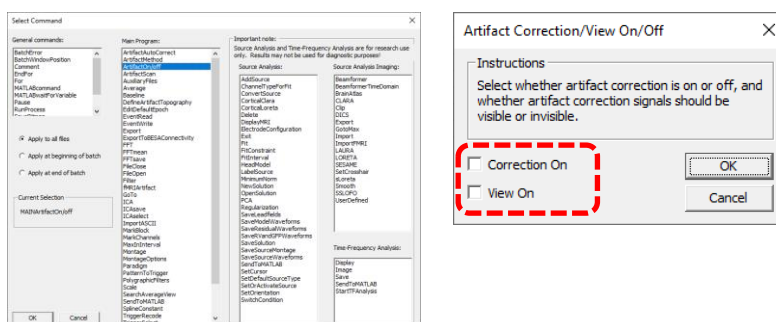 Select Command
General commands:
BatchError
BatchWindowPosition
Comment
EndFor
For
MATLABcommand
MATLABwaitForVariable
Pause
RunProcess
Apply to all files
Apply at beginning of batch
Apply at end of batch
Current Selection
MAINArtifactOn/off
OK
Cancel
Main Program:
ArtifactAutoCorrect
ArtifactMethod
ArtifactOn/off
ArtifactScan
AuxiliaryFiles
Average
Baseline
DefineArtifactTopography
EditDefaultEpoch
EventRead
EventWrite
Export
ExportToBESAConnectivity
FFT
FFTmean
FFTsave
FileClose
FileOpen
Filter
fMRIArtifact
GoTo
ICA
ICAsave
ICAselect
ImportASCII
MarkBlock
MarkChannels
MaxInInterval
Montage
MontageOptions
Paradigm
PatternToTrigger
PolygraphicFilters
Scale
SearchAverageView
SendToMATLAB
SplineConstant
TriggerRecode
Important note:
Source Analysis and Time-Frequency Analysis are for research use
only. Results may not be used for diagnostic purposes!
Source Analysis:
AddSource
ChannelTypeForFit
ConvertSource
CorticalClara
CorticalLoreta
Delete
DisplayMRI
ElectrodeConfiguration
Exit
Fit
FitConstraint
FitInterval
HeadModel
LabelSource
MinimumNorm
NewSolution
OpenSolution
PCA
Regularization
SaveLeadfields
SaveModelWaveforms
SaveResidualWaveforms
SaveRVandGFPWaveforms
SaveSolution
SaveSourceMontage
SaveSourceWaveforms
SendToMATLAB
SetCursor
SetDefaultSourceType
SetOrActivateSource
SetOrientation
SwitchCondition
Source Analysis Imaging:
Beamformer
BeamformerTimeDomain
BrainAtlas
CLARA
Clip
DICS
Export
GotoMax
Import
ImportFMRI
LAURA
LORETA
SESAME
SetCrosshair
sLoreta
Smooth
SSLOFO
UserDefined
Time-Frequency Analysis:
Display
Image
Save
SendToMATLAB
StartTFAnalysis
Artifact Correction/View On/Off
Instructions
Select whether artifact correction is on or off, and
whether artifact correction signals should be
visible or invisible.
Correction On
View On
OK
Cancel